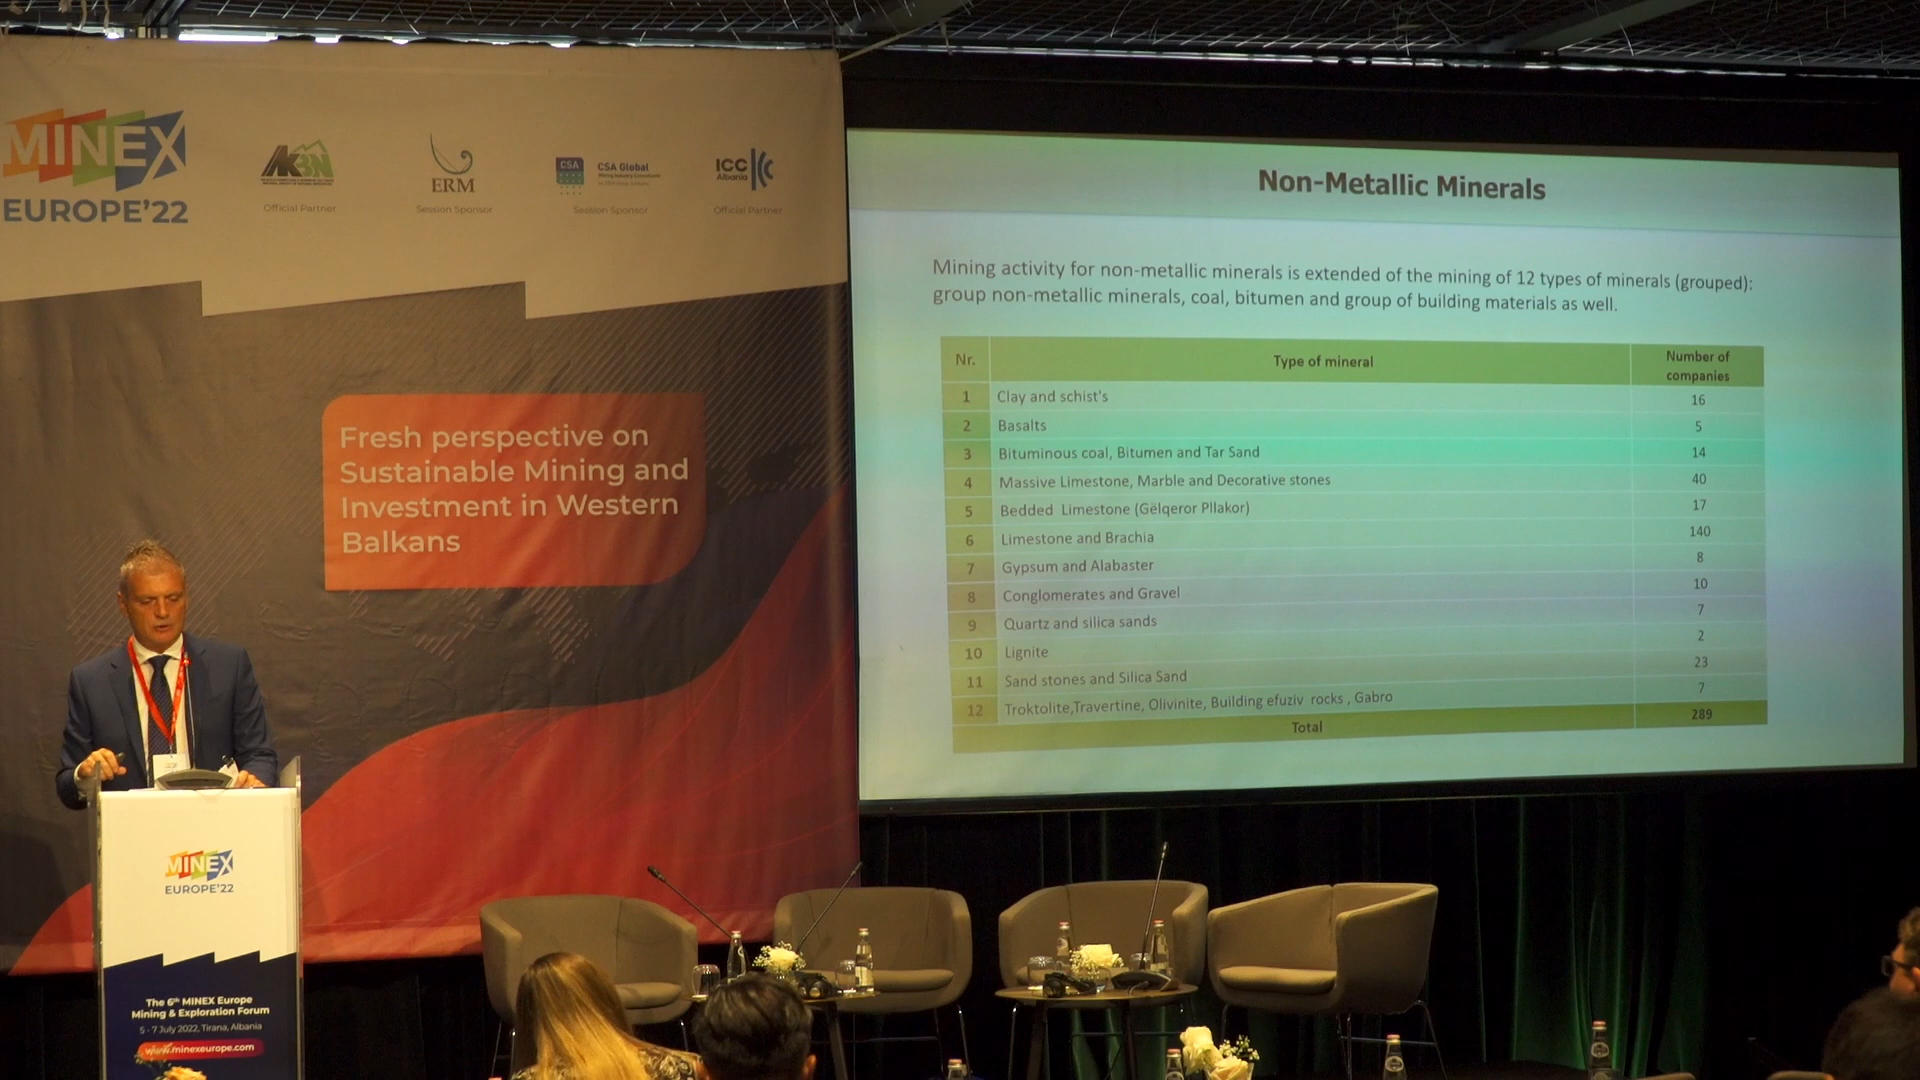 MINEX
EUROPE'22
AKBN
Official Partner
ERM
Session Sponsor
CSA
CSA Global
Session Sponsor
ICC
Albania
Official Partner
Fresh perspective on
Sustainable Mining and
Investment in Western
Balkans
Non-Metallic Minerals
Mining activity for non-metallic minerals is extended of the mining of 12 types of minerals (grouped):
group non-metallic minerals, coal, bitumen and group of building materials as well.
Nr. Type of mineral Number of companies
1 Clay and schist's 16
2 Basalts 5
3 Bituminous coal, Bitumen and Tar Sand 14
4 Massive Limestone, Marble and Decorative stones 40
5 Bedded Limestone (Gëlqeror Pllakor) 17
6 Limestone and Brachia 140
7 Gypsum and Alabaster 8
8 Conglomerates and Gravel 10
9 Quartz and silica sands 7
10 Lignite 2
11 Sand stones and Silica Sand 23
12 Troktolite,Travertine, Olivinite, Building efuziv rocks , Gabro 7
Total 289
MINEX
EUROPE'22
The 6th MINEX Europe
Mining & Exploration Forum
5 - 7 July 2022, Tirana, Albania
www.minexeurope.com